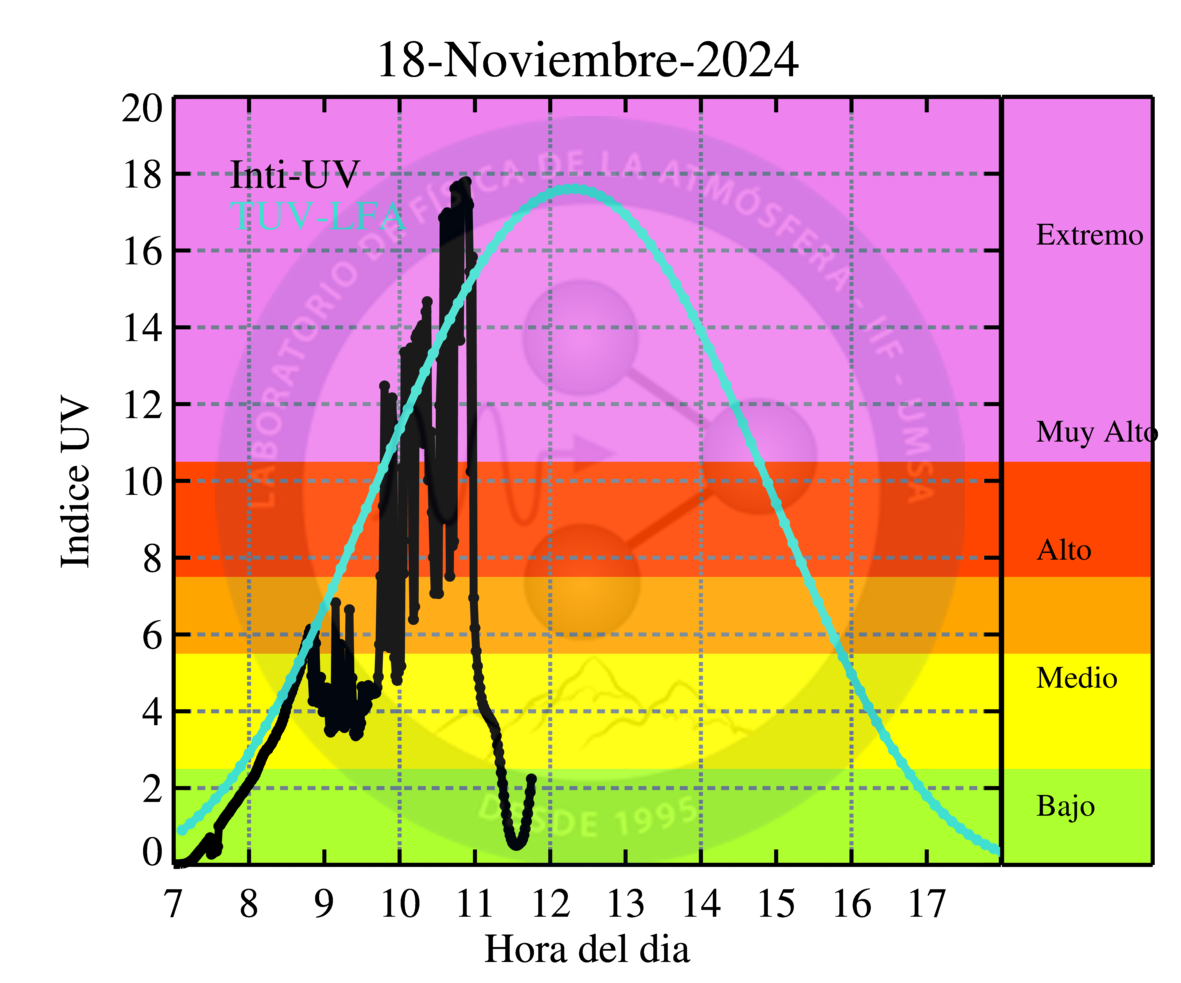 18-Noviembre-2024
Indice UV
20
18
16
14
12
10
8
6
4
2
0
Inti-UV
TUV-LFA
LABORATORIO DE FÍSICA DE LA ATMÓSFERA - IIF - UMSA
DESDE 1995
Extremo
Muy Alto
Alto
Medio
Bajo
7 8 9 10 11 12 13 14 15 16 17
Hora del dia